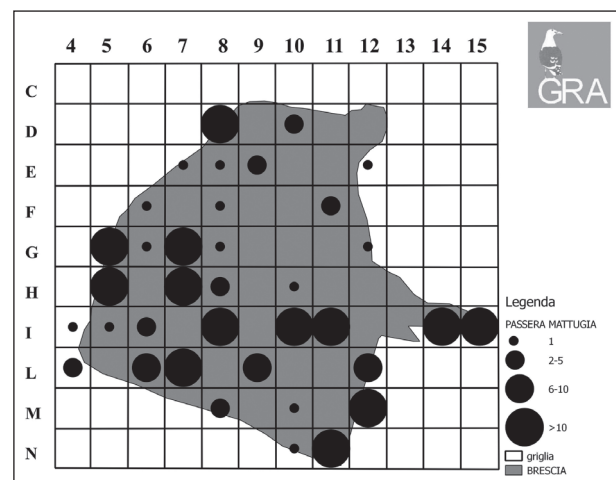 4 5 6 7 8 9 10 11 12 13 14 15
GRA
C
D
E
F
G
H
I
L
M
N
Legenda
PASSERA MATTUGIA
1
2-5
6-10
>10
griglia
BRESCIA